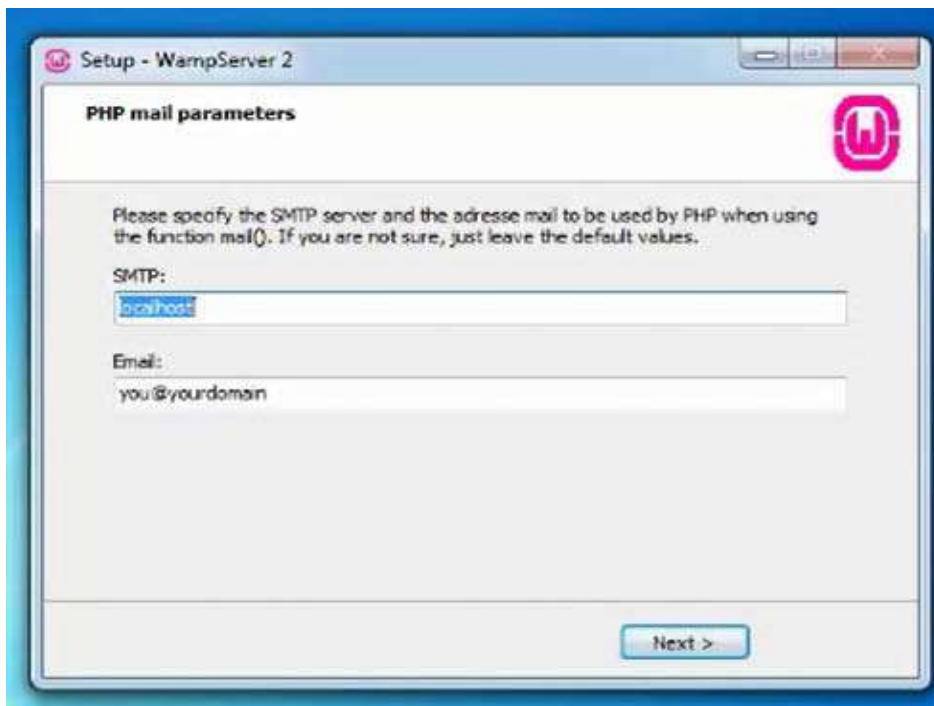 Setup - WampServer 2
PHP mail parameters
Please specify the SMTP server and the adresse mail to be used by PHP when using
the function mail(). If you are not sure, just leave the default values.
SMTP:
localhost
Email:
you@yourdomain
Next >